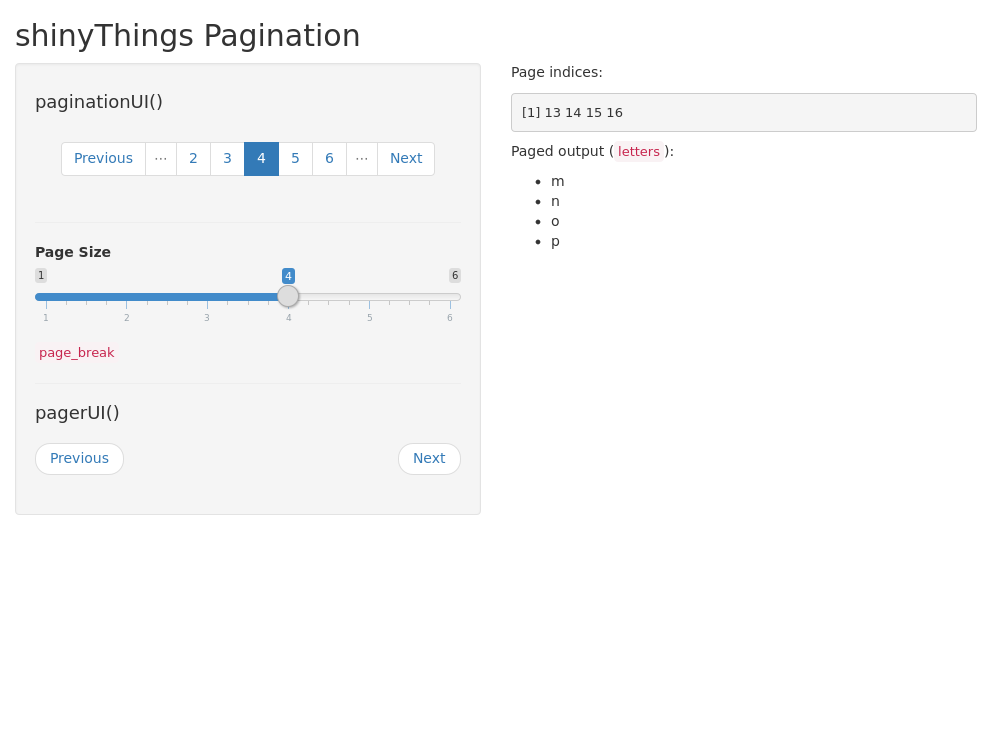 shinyThings Pagination
paginationUI()
Previous ... 2 3 4 5 6 ... Next
Page Size
1 4 6
1 2 3 4 5 6
page_break
pagerUI()
Previous Next
Page indices:
[1] 13 14 15 16
Paged output ( letters ):
• m
• n
• o
• p